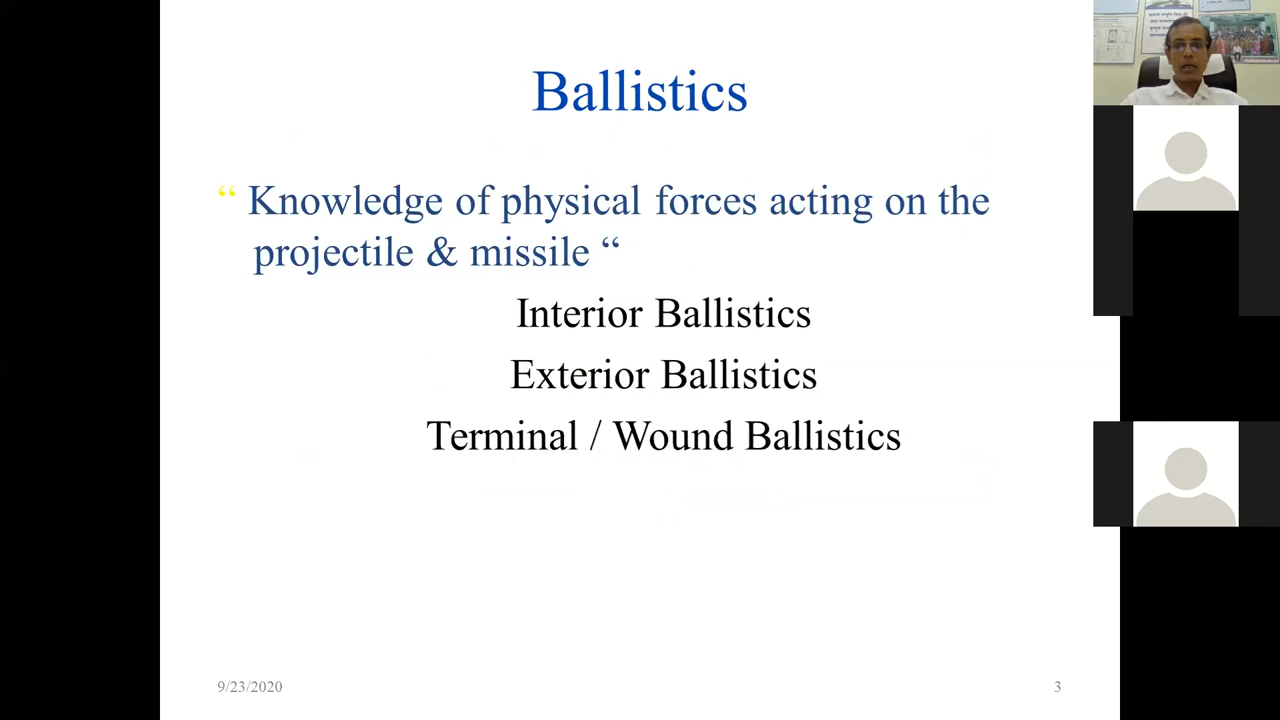 Ballistics
“ Knowledge of physical forces acting on the
projectile & missile “
Interior Ballistics
Exterior Ballistics
Terminal / Wound Ballistics
9/23/2020
3